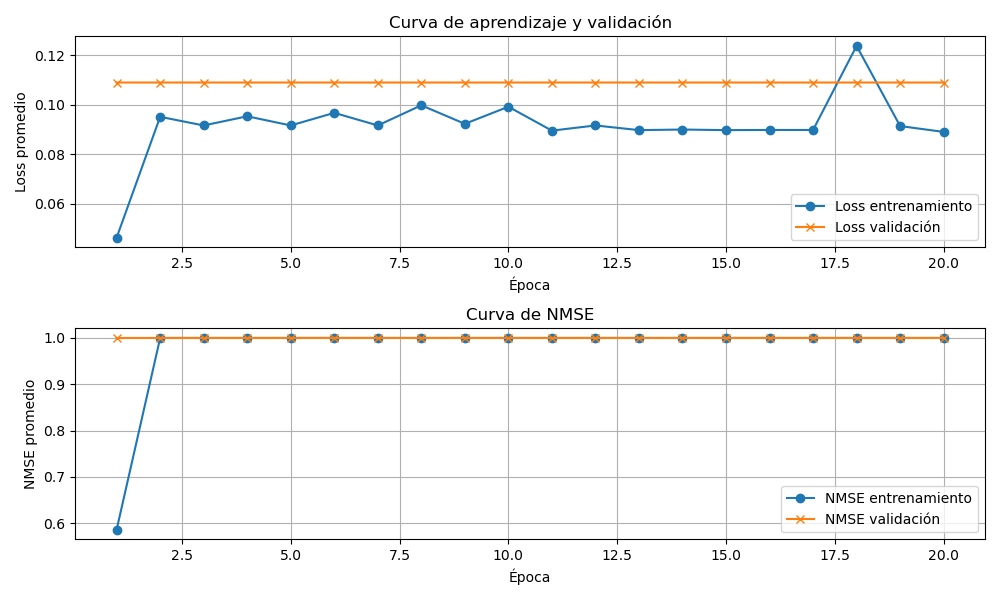 Curva de aprendizaje y validación
Loss promedio
0.12
0.10
0.08
0.06
Loss entrenamiento
Loss validación
2.5 5.0 7.5 10.0 12.5 15.0 17.5 20.0
Época
Curva de NMSE
NMSE promedio
1.0
0.9
0.8
0.7
0.6
NMSE entrenamiento
NMSE validación
2.5 5.0 7.5 10.0 12.5 15.0 17.5 20.0
Época